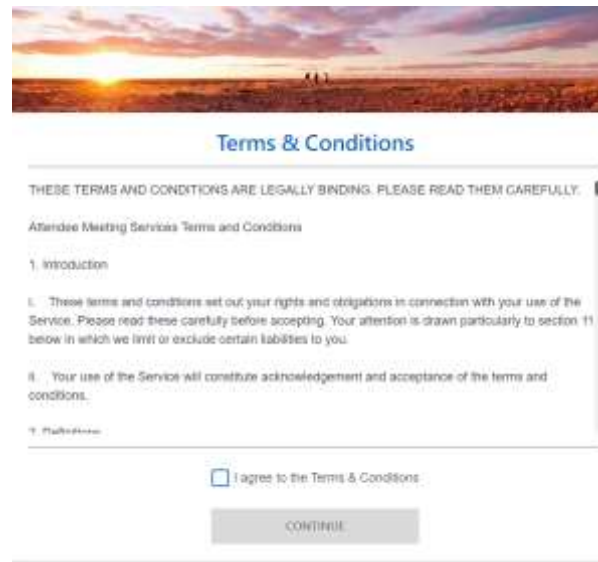 Terms & Conditions
THESE TERMS AND CONDITIONS ARE LEGALLY BINDING. PLEASE READ THEM CAREFULLY.
Attendee Meeting Services Terms and Conditions
1. Introduction
i. These terms and conditions set out your rights and obligations in connection with your use of the
Service. Please read these carefully before accepting. Your attention is drawn particularly to section 11
below in which we limit or exclude certain liabilities to you.
ii. Your use of the Service will constitute acknowledgement and acceptance of the terms and
conditions.
2. Definitions
I agree to the Terms & Conditions
CONTINUE